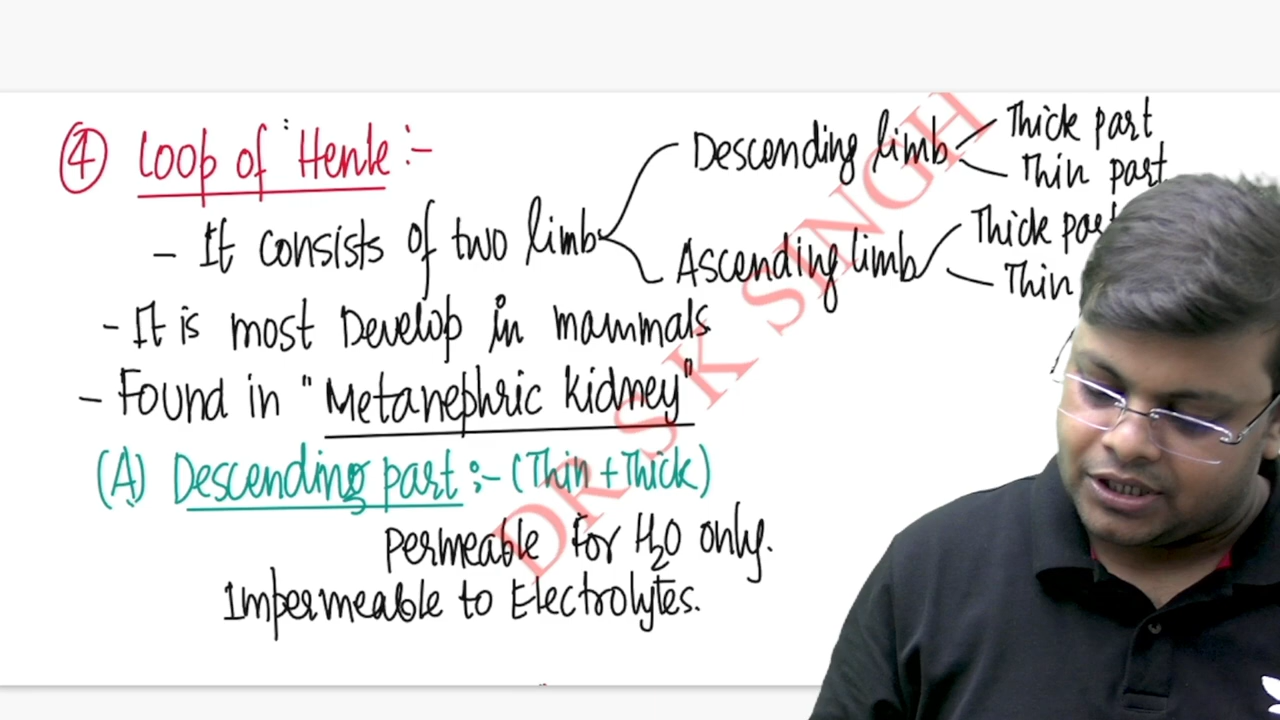 ④ Loop of Henle :-
Descending limb
Thick part
Thin part
- It consists of two limb
Ascending limb
Thick part
Thin
- It is most Develop in mammals
- Found in "Metanephric kidney"
(A) Descending part :- (Thin + Thick)
Permeable for H₂O only.
Impermeable to Electrolytes.
DR S K SINGH